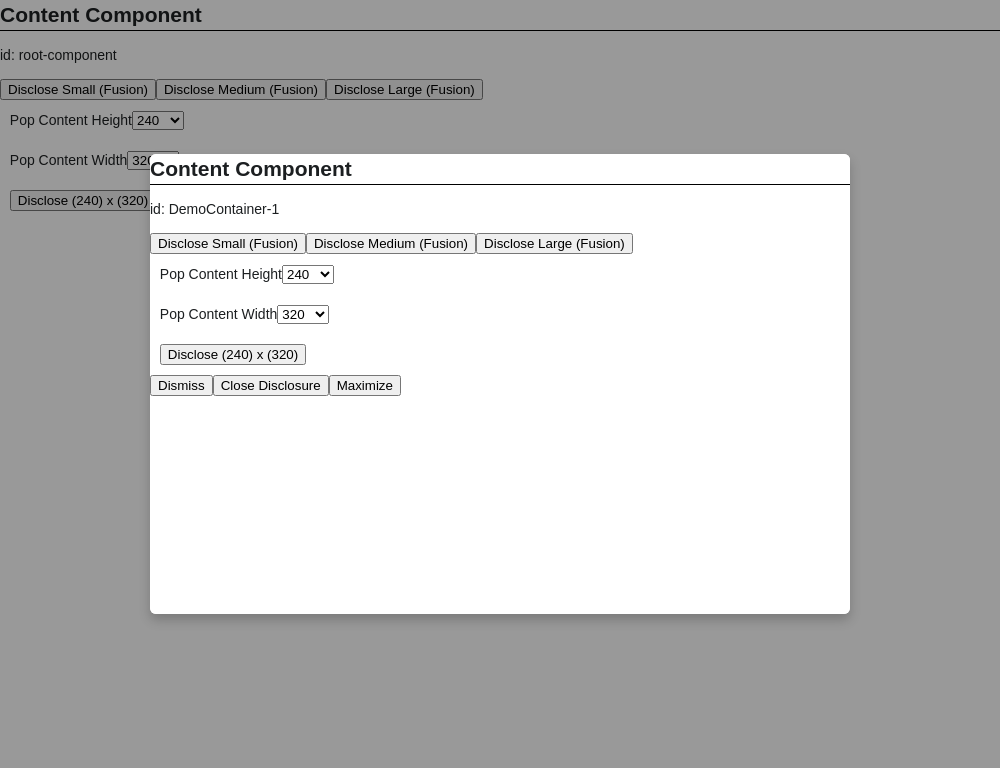 Content Component
id: root-component
Disclose Small (Fusion) Disclose Medium (Fusion) Disclose Large (Fusion)
Pop Content Height 240
Pop Content Width
Disclose (240) x (320)
Content Component
id: DemoContainer-1
Disclose Small (Fusion) Disclose Medium (Fusion) Disclose Large (Fusion)
Pop Content Height 240
Pop Content Width 320
Disclose (240) x (320)
Dismiss Close Disclosure Maximize